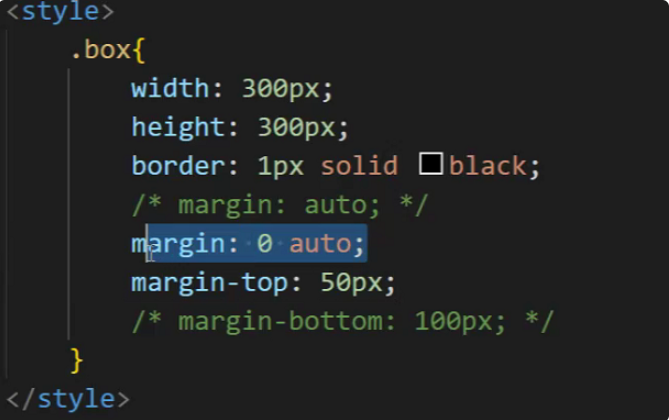 <style>
.box{
width: 300px;
height: 300px;
border: 1px solid black;
/* margin: auto; */
margin: 0 auto;
margin-top: 50px;
/* margin-bottom: 100px; */
}
</style>